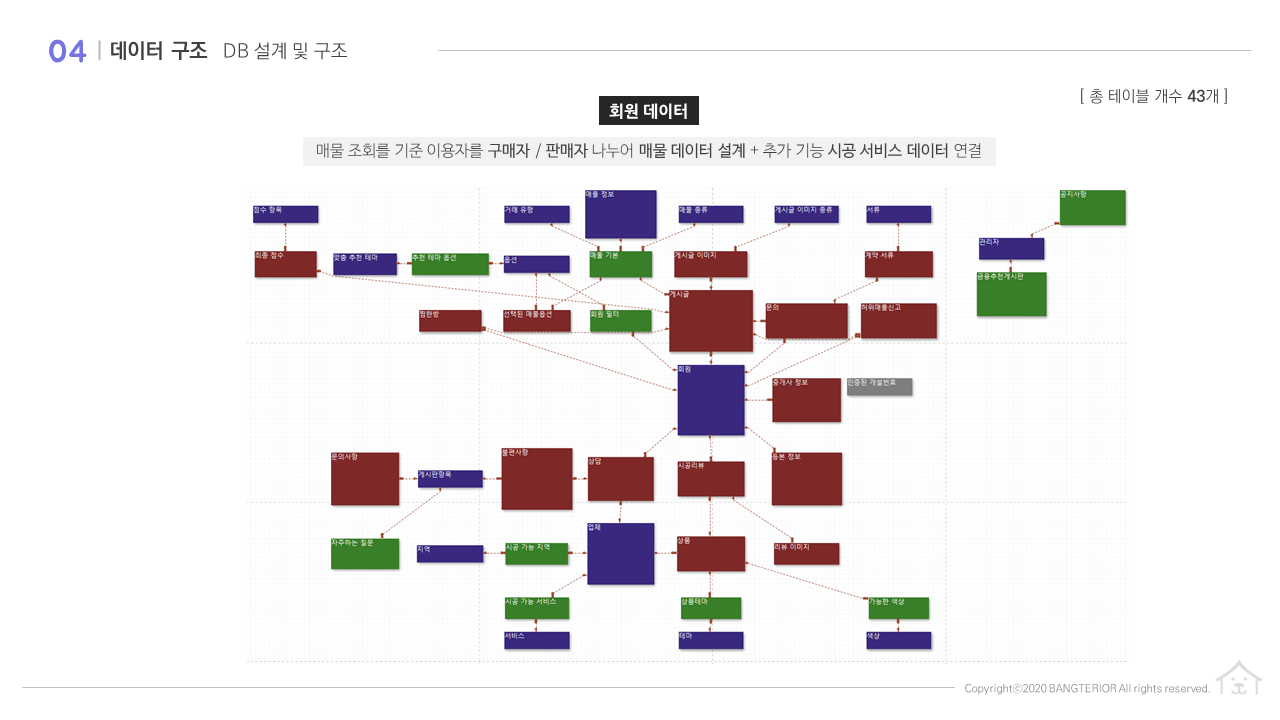 04 | 데이터 구조 DB 설계 및 구조
[ 총 테이블 개수 43개 ]
회원 데이터
매물 조회를 기준 이용자를 구매자 / 판매자 나누어 매물 데이터 설계 + 추가 기능 시공 서비스 데이터 연결
점수 항목
거래 유형
매물 정보
매물 종류
게시글 이미지 종류
서류
공지사항
관리자
최종 점수
맞춤 추천 테마
추천 테마 옵션
옵션
매물 기본
게시글 이미지
계약 서류
금융추천게시판
찜한방
선택된 매물옵션
회원 필터
게시글
문의
허위매물신고
회원
중개사 정보
인증된 개설번호
문의사항
게시판항목
불편사항
상담
시공리뷰
등본 정보
자주하는 질문
지역
시공 가능 지역
업체
상품
리뷰 이미지
시공 가능 서비스
상품테마
가능한 색상
서비스
테마
색상
Copyrightⓒ2020 BANGTERIOR All rights reserved.